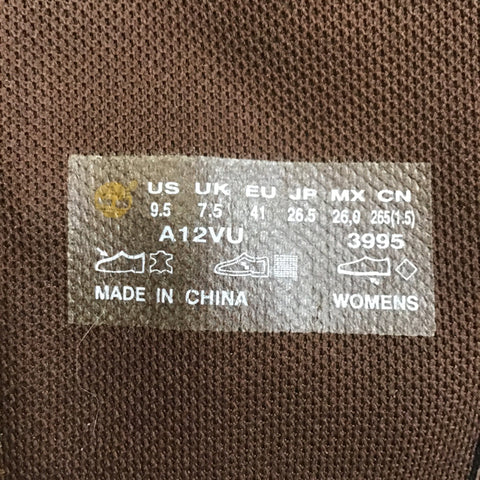 US UK EU JP MX CN
9.5 7.5 41 26.5 26.0 265(1.5)
A12VU 3995
MADE IN CHINA WOMENS